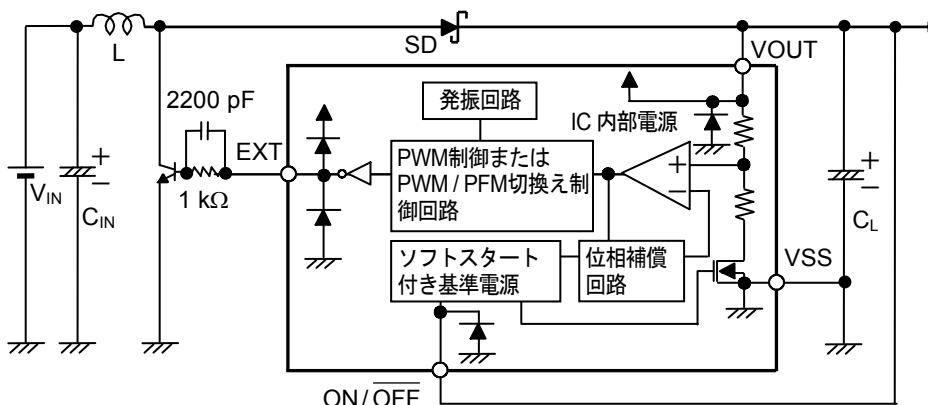 L
SD
VOUT
2200 pF
EXT
1 kΩ
発振回路
IC 内部電源
PWM制御または
PWM / PFM切換え制
御回路
+
−
+
−
VIN
CIN
ソフトスタート
付き基準電源
位相補償
回路
VSS
+
−
CL
ON / OFF